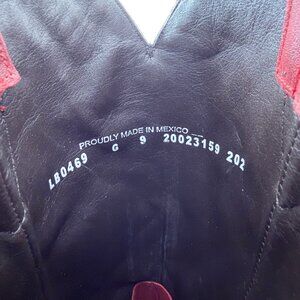 PROUDLY MADE IN MEXICO
LB0469 G 9 20023159 202